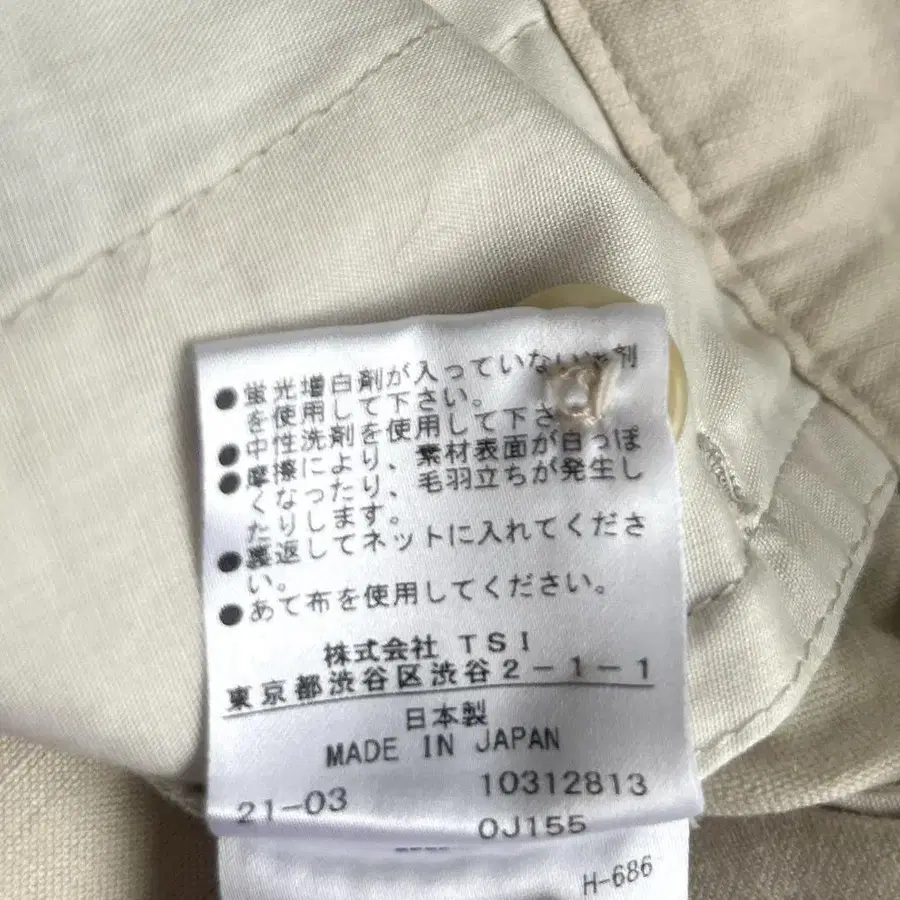 ●蛍光増白剤が入っていない 剤
を使用して下さい。
●中性洗剤を使用して下さ
●摩擦により、素材表面が白っぽ
くなったり、毛羽立ちが発生し
たりします。
●裏返してネットに入れてくださ
い。
●あて布を使用してください。
株式会社 TSI
東京都渋谷区渋谷2-1-1
日本製
MADE IN JAPAN
21-03 10312813
0J155
H-686